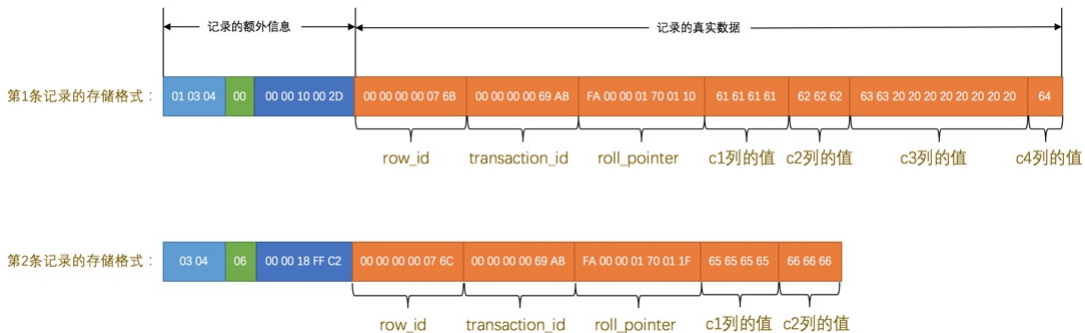 记录的额外信息 记录的真实数据
第1条记录的存储格式： 01 03 04 00 00 00 10 00 2D 00 00 00 00 07 6B 00 00 00 00 69 AB FA 00 00 01 70 01 10 61 61 61 61 62 62 62 63 63 20 20 20 20 20 20 20 20 64
row_id transaction_id roll_pointer c1列的值 c2列的值 c3列的值 c4列的值
第2条记录的存储格式： 03 04 06 00 00 18 FF C2 00 00 00 00 07 6C 00 00 00 00 69 AB FA 00 00 01 70 01 1F 65 65 65 65 66 66 66
row_id transaction_id roll_pointer c1列的值 c2列的值